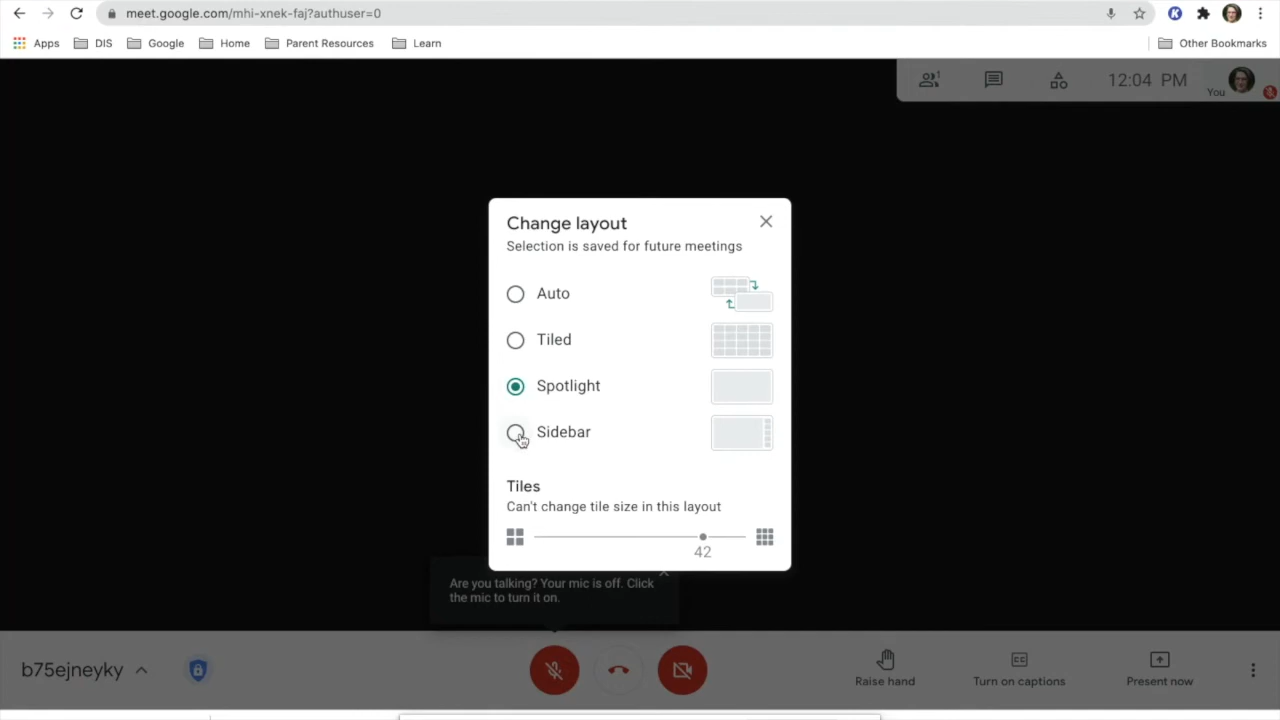 meet.google.com/mhi-xnek-faj?authuser=0
K
Apps DIS Google Home Parent Resources Learn Other Bookmarks
1 12:04 PM You
Change layout
Selection is saved for future meetings
Auto
Tiled
Spotlight
Sidebar
Tiles
Can't change tile size in this layout
42
Are you talking? Your mic is off. Click
the mic to turn it on.
b75ejneyky
CC
Raise hand Turn on captions Present now